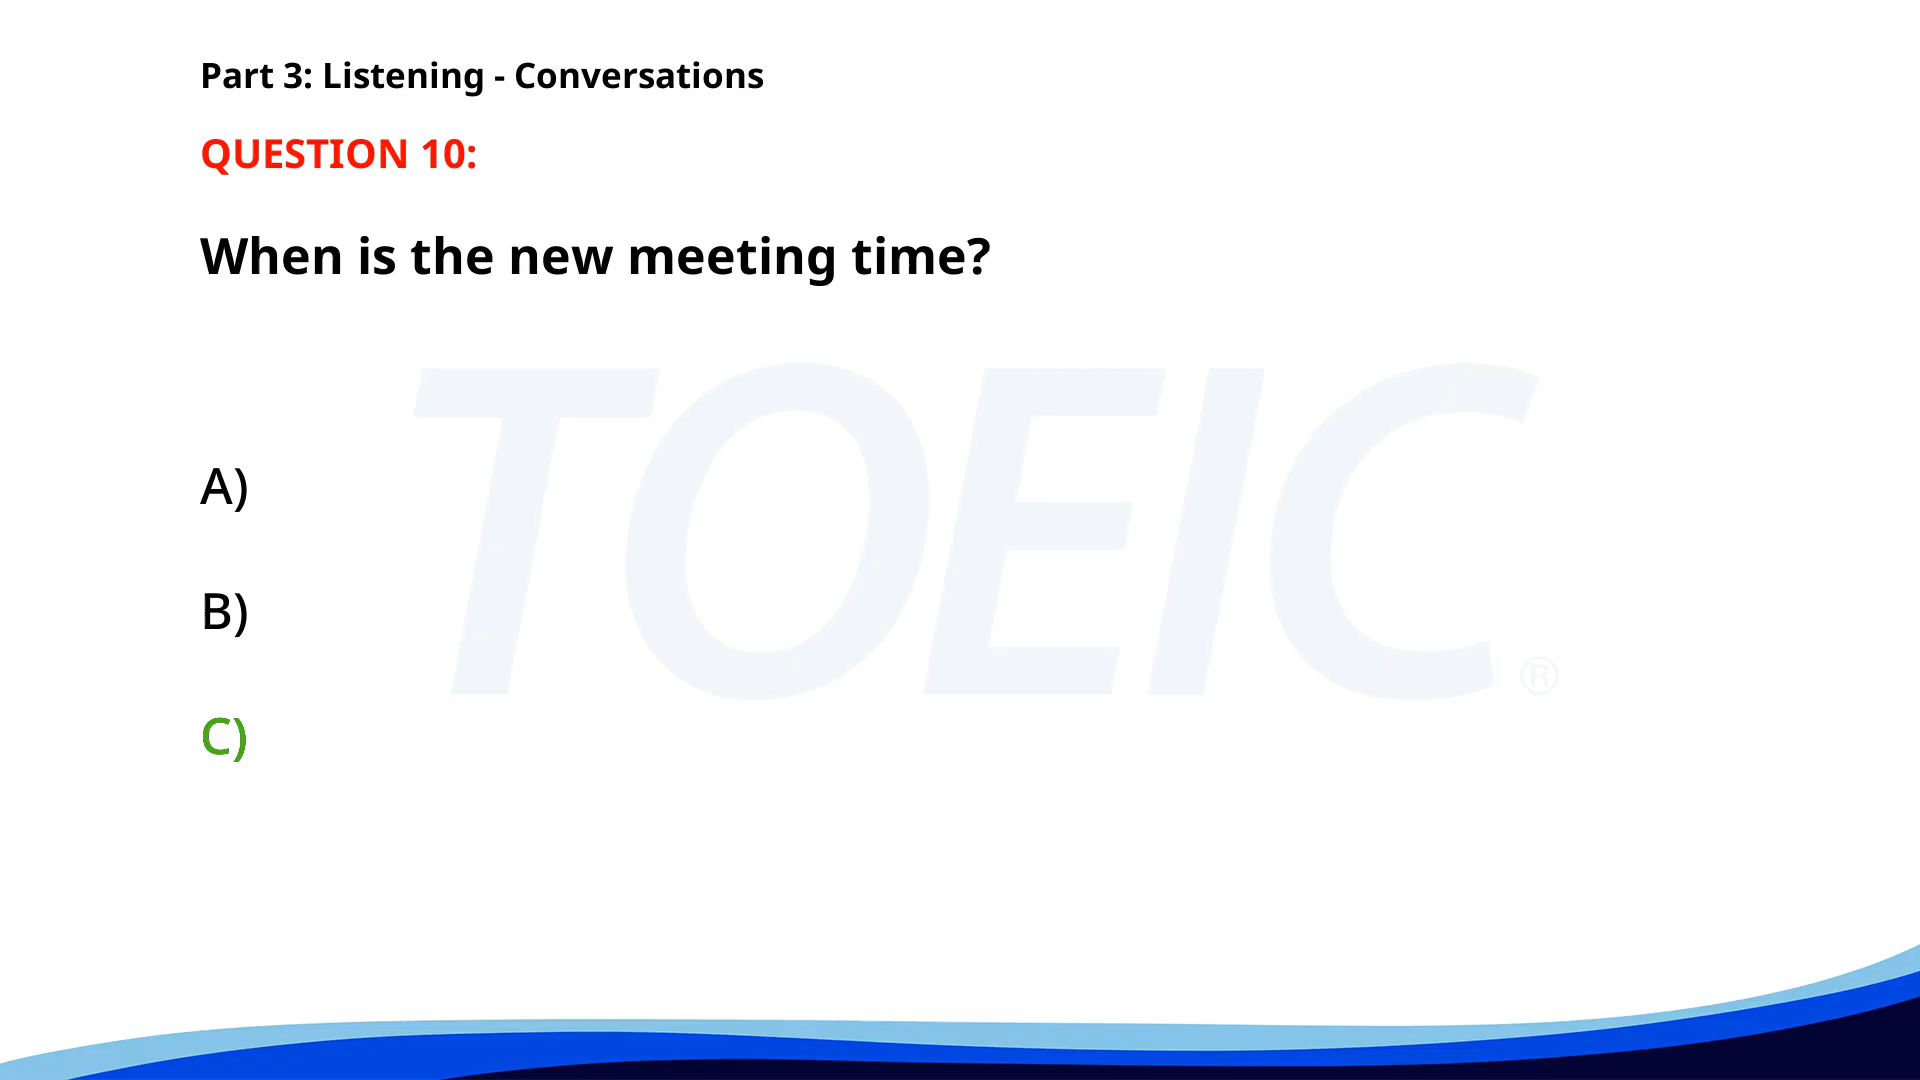 Part 3: Listening - Conversations
QUESTION 10:
When is the new meeting time?
TOEIC®
A)
B)
C)